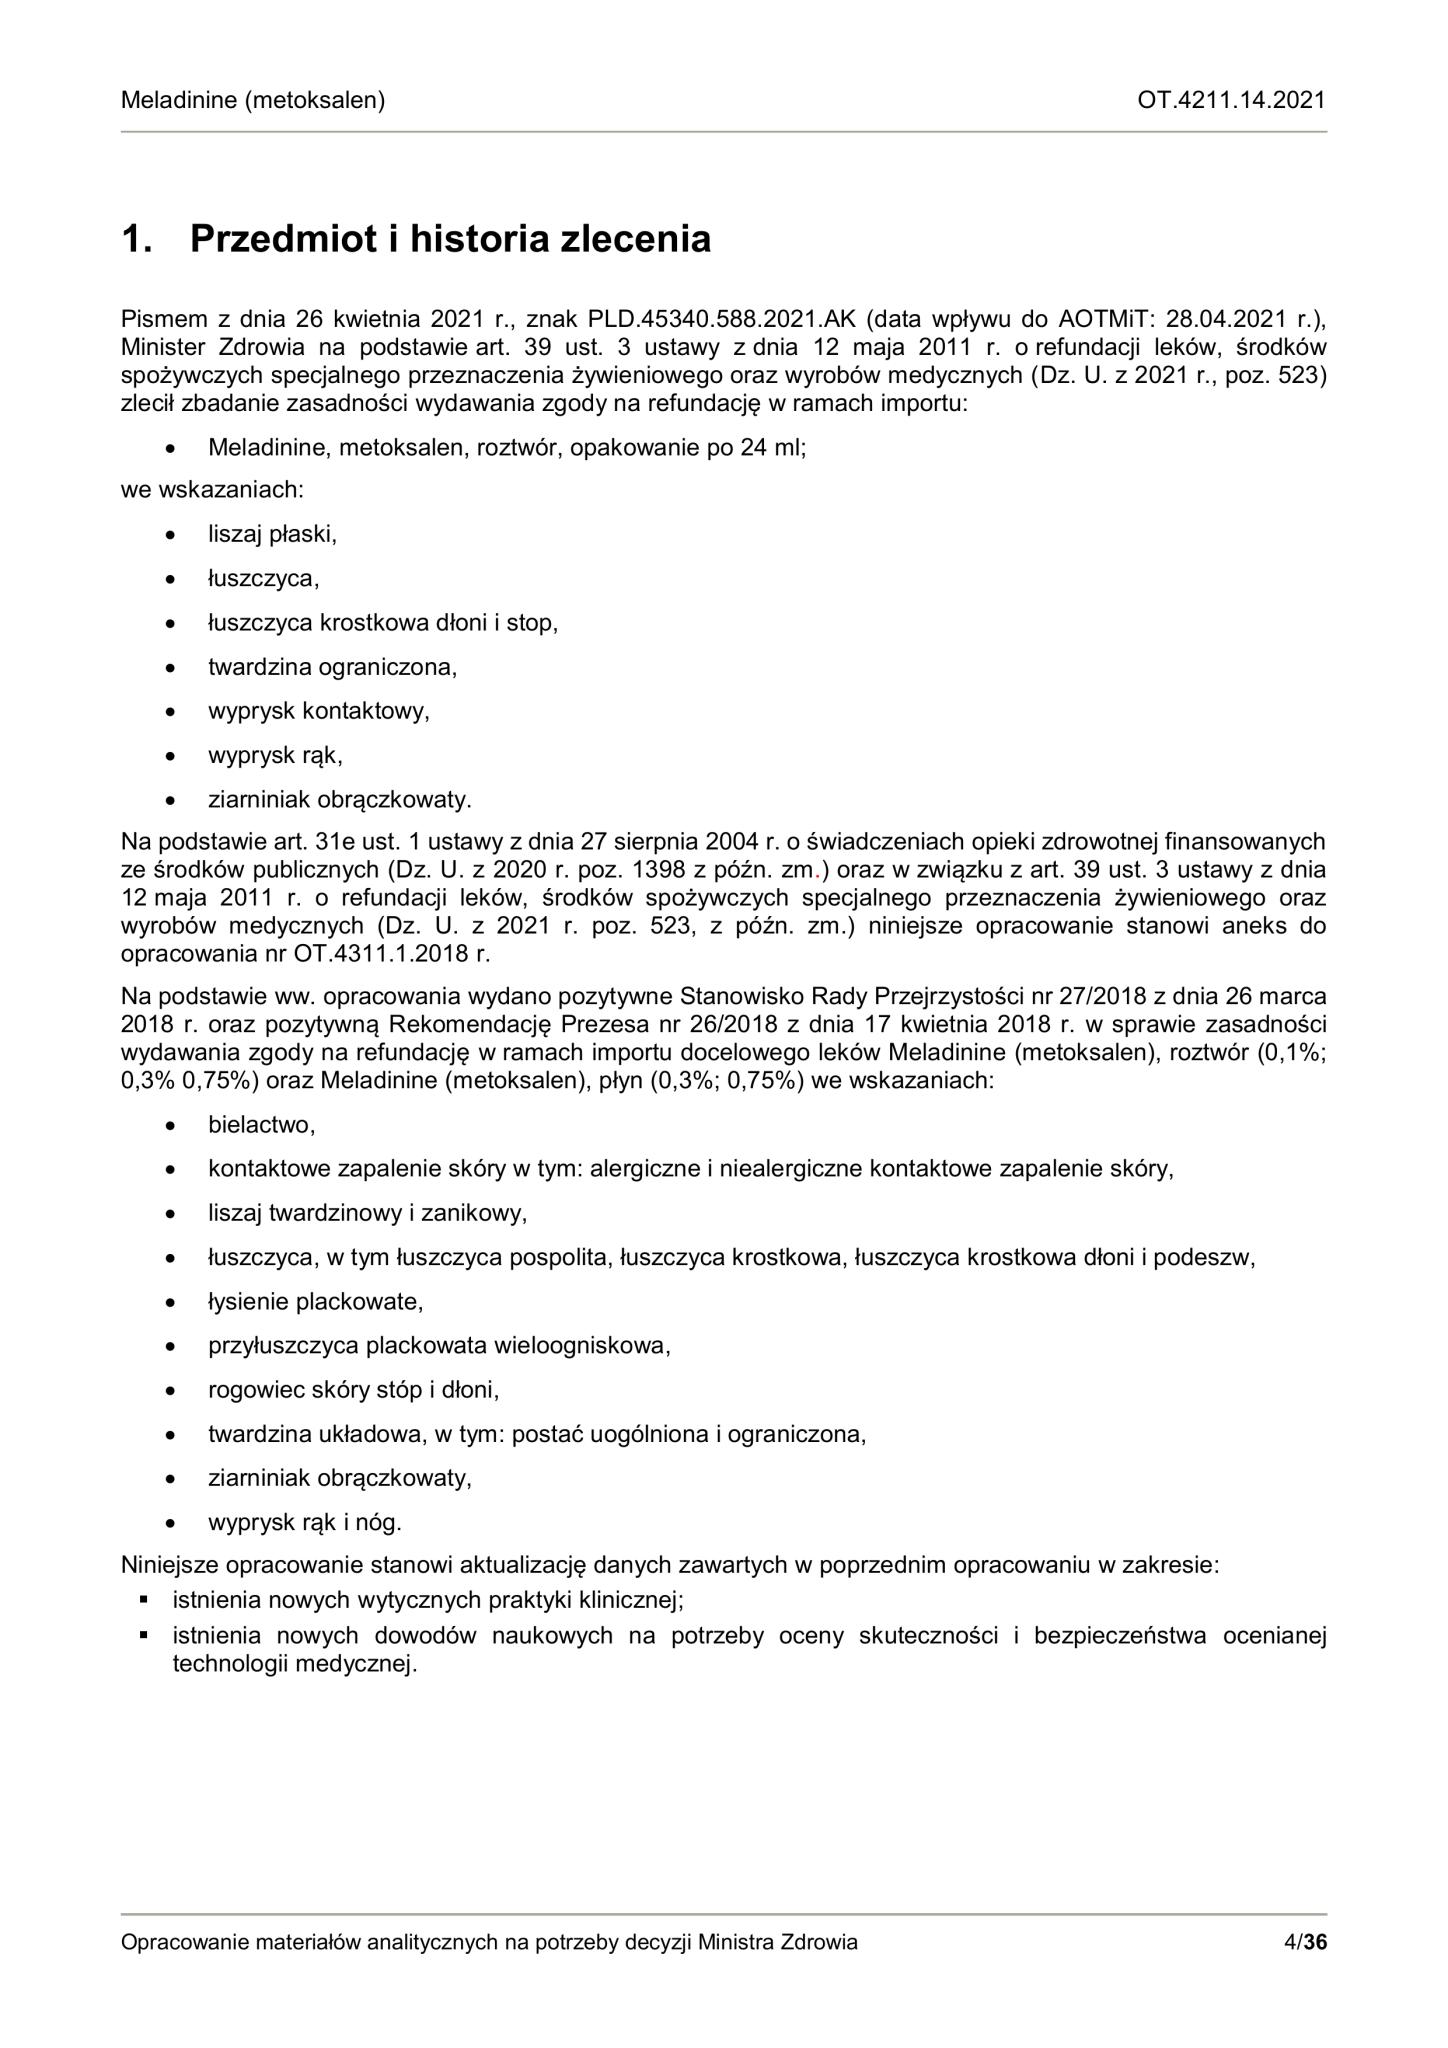 Meladinine (metoksalen) OT.4211.14.2021
1. Przedmiot i historia zlecenia
Pismem z dnia 26 kwietnia 2021 r., znak PLD.45340.588.2021.AK (data wpływu do AOTMiT: 28.04.2021 r.),
Minister Zdrowia na podstawie art. 39 ust. 3 ustawy z dnia 12 maja 2011 r. o refundacji leków, środków
spożywczych specjalnego przeznaczenia żywieniowego oraz wyrobów medycznych (Dz. U. z 2021 r., poz. 523)
zlecił zbadanie zasadności wydawania zgody na refundację w ramach importu:
• Meladinine, metoksalen, roztwór, opakowanie po 24 ml;
we wskazaniach:
• liszaj płaski,
• łuszczyca,
• łuszczyca krostkowa dłoni i stop,
• twardzina ograniczona,
• wyprysk kontaktowy,
• wyprysk rąk,
• ziarniniak obrączkowaty.
Na podstawie art. 31e ust. 1 ustawy z dnia 27 sierpnia 2004 r. o świadczeniach opieki zdrowotnej finansowanych
ze środków publicznych (Dz. U. z 2020 r. poz. 1398 z późn. zm.) oraz w związku z art. 39 ust. 3 ustawy z dnia
12 maja 2011 r. o refundacji leków, środków spożywczych specjalnego przeznaczenia żywieniowego oraz
wyrobów medycznych (Dz. U. z 2021 r. poz. 523, z późn. zm.) niniejsze opracowanie stanowi aneks do
opracowania nr OT.4311.1.2018 r.
Na podstawie ww. opracowania wydano pozytywne Stanowisko Rady Przejrzystości nr 27/2018 z dnia 26 marca
2018 r. oraz pozytywną Rekomendację Prezesa nr 26/2018 z dnia 17 kwietnia 2018 r. w sprawie zasadności
wydawania zgody na refundację w ramach importu docelowego leków Meladinine (metoksalen), roztwór (0,1%;
0,3% 0,75%) oraz Meladinine (metoksalen), płyn (0,3%; 0,75%) we wskazaniach:
• bielactwo,
• kontaktowe zapalenie skóry w tym: alergiczne i niealergiczne kontaktowe zapalenie skóry,
• liszaj twardzinowy i zanikowy,
• łuszczyca, w tym łuszczyca pospolita, łuszczyca krostkowa, łuszczyca krostkowa dłoni i podeszw,
• łysienie plackowate,
• przyłuszczyca plackowata wieloogniskowa,
• rogowiec skóry stóp i dłoni,
• twardzina układowa, w tym: postać uogólniona i ograniczona,
• ziarniniak obrączkowaty,
• wyprysk rąk i nóg.
Niniejsze opracowanie stanowi aktualizację danych zawartych w poprzednim opracowaniu w zakresie:
▪ istnienia nowych wytycznych praktyki klinicznej;
▪ istnienia nowych dowodów naukowych na potrzeby oceny skuteczności i bezpieczeństwa ocenianej
technologii medycznej.
Opracowanie materiałów analitycznych na potrzeby decyzji Ministra Zdrowia 4/36